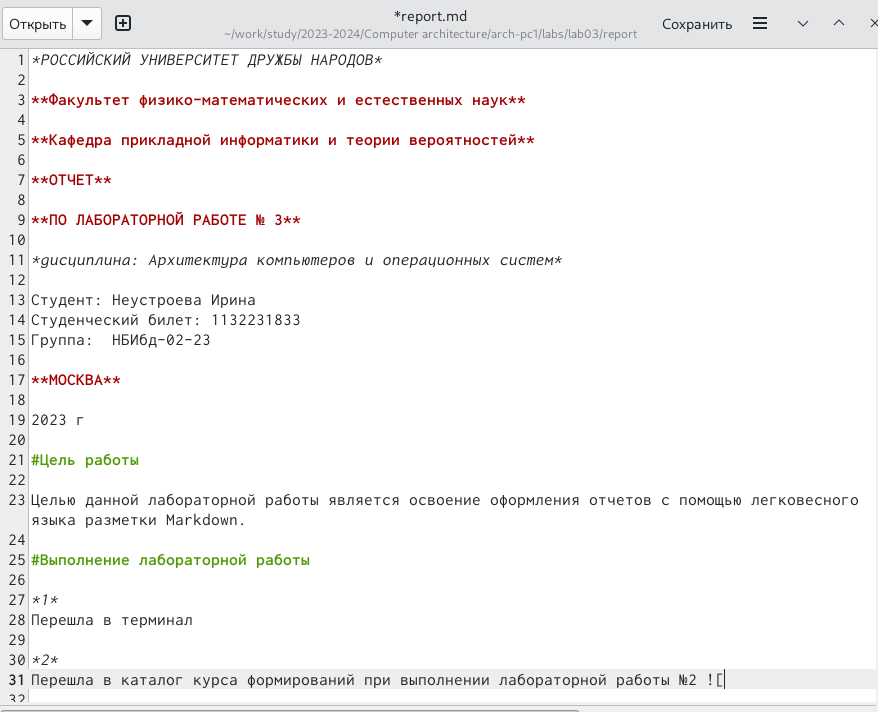 Открыть
*report.md
~/work/study/2023-2024/Computer architecture/arch-pc1/labs/lab03/report
Сохранить
1 *РОССИЙСКИЙ УНИВЕРСИТЕТ ДРУЖБЫ НАРОДОВ*
2
3 **Факультет физико-математических и естественных наук**
4
5 **Кафедра прикладной информатики и теории вероятностей**
6
7 **ОТЧЕТ**
8
9 **ПО ЛАБОРАТОРНОЙ РАБОТЕ № 3**
10
11 *дисциплина: Архитектура компьютеров и операционных систем*
12
13 Студент: Неустроева Ирина
14 Студенческий билет: 1132231833
15 Группа:  НБИбд-02-23
16
17 **МОСКВА**
18
19 2023 г
20
21 #Цель работы
22
23 Целью данной лабораторной работы является освоение оформления отчетов с помощью легковесного
языка разметки Markdown.
24
25 #Выполнение лабораторной работы
26
27 *1*
28 Перешла в терминал
29
30 *2*
31 Перешла в каталог курса формирований при выполнении лабораторной работы №2 ![
32